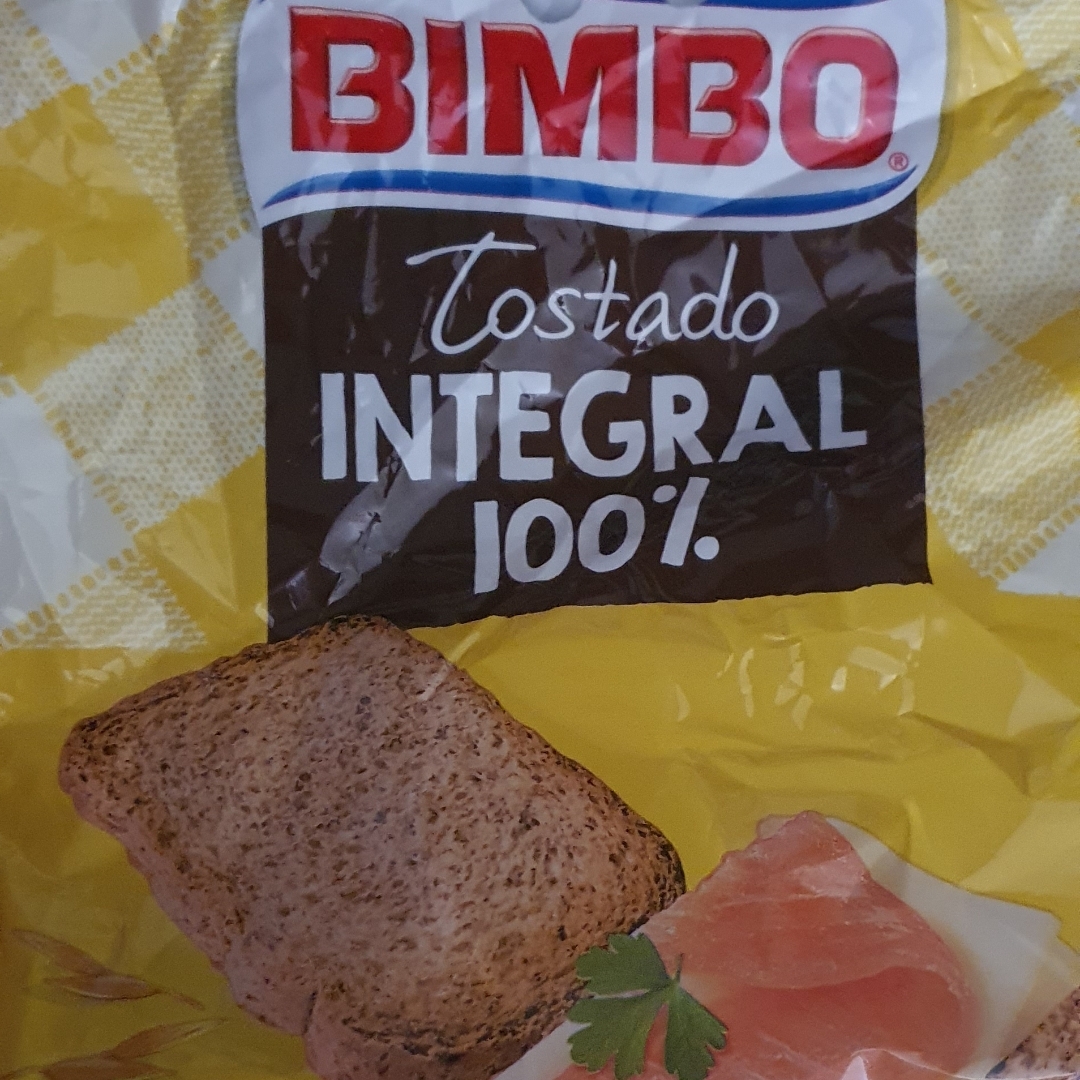 BIMBO®
Tostado
INTEGRAL
100%